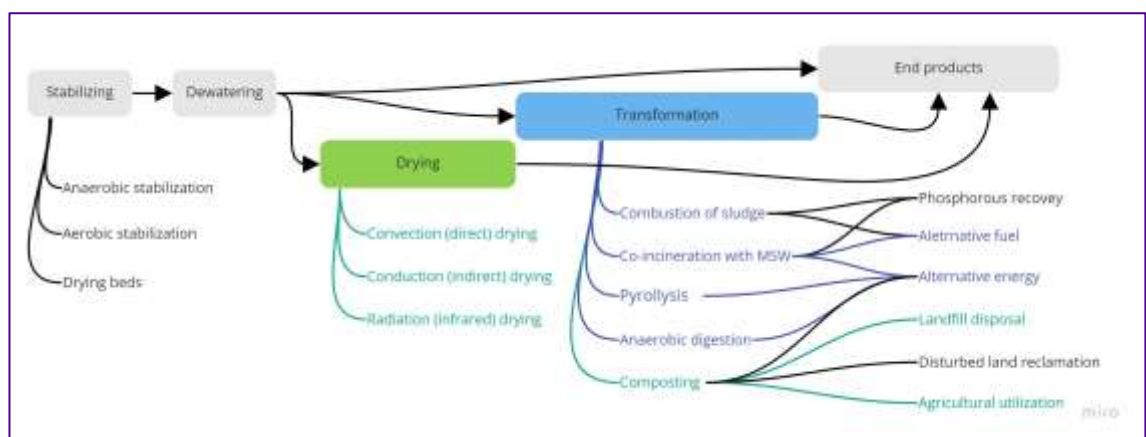 End products
Stabilizing
Dewatering
Transformation
Drying
Anaerobic stabilization
Aerobic stabilization
Drying beds
Convection (direct) drying
Conduction (indirect) drying
Radiation (infrared) drying
Combustion of sludge
Co-incineration with MSW
Pyrollysis
Anaerobic digestion
Composting
Phosphorous recovey
Aletrnative fuel
Alternative energy
Landfill disposal
Disturbed land reclamation
Agricultural utilization
miro